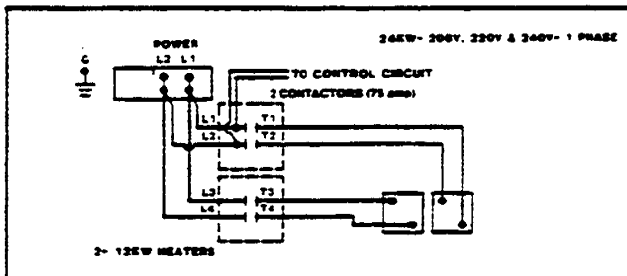 24KW- 208V, 220V & 240V- 1 PHASE
POWER
L2 L1
G
TO CONTROL CIRCUIT
2 CONTACTORS (75 amp)
L1 T1
L2 T2
L3 T3
L4 T4
2- 12KW HEATERS